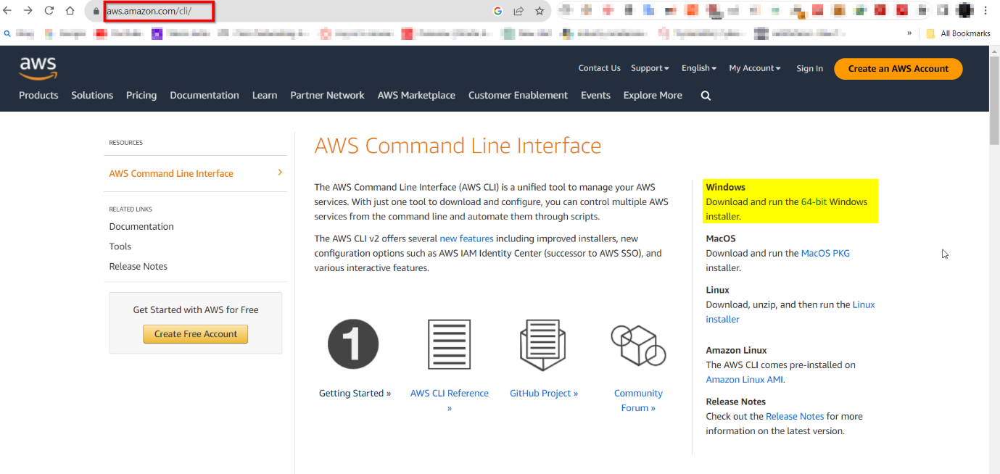 aws.amazon.com/cli/
All Bookmarks
aws
Contact Us Support English My Account Sign In Create an AWS Account
Products Solutions Pricing Documentation Learn Partner Network AWS Marketplace Customer Enablement Events Explore More
RESOURCES
AWS Command Line Interface
RELATED LINKS
Documentation
Tools
Release Notes
Get Started with AWS for Free
Create Free Account
AWS Command Line Interface
The AWS Command Line Interface (AWS CLI) is a unified tool to manage your AWS
services. With just one tool to download and configure, you can control multiple AWS
services from the command line and automate them through scripts.
The AWS CLI v2 offers several new features including improved installers, new
configuration options such as AWS IAM Identity Center (successor to AWS SSO), and
various interactive features.
1
Getting Started »
AWS CLI Reference
»
GitHub Project »
Community
Forum »
Windows
Download and run the 64-bit Windows
installer.
MacOS
Download and run the MacOS PKG
installer.
Linux
Download, unzip, and then run the Linux
installer
Amazon Linux
The AWS CLI comes pre-installed on
Amazon Linux AMI.
Release Notes
Check out the Release Notes for more
information on the latest version.